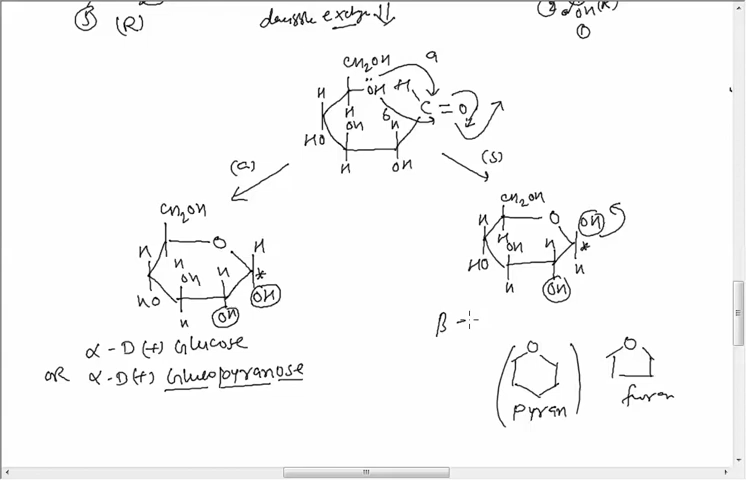 (R)
double exchge
CH2OH
a
H
OH
H
C = O
H
b
OH
H
HO
H
OH
(a)
(b)
CH2OH
O
H
H
H
OH
H
*
HO
H
OH
OH
CH2OH
O
OH
H
H
OH
H
*
HO
H
H
OH
α - D (+) Glucose
OR α - D(+) Glucopyranose
β -
O
Pyran
O
furan